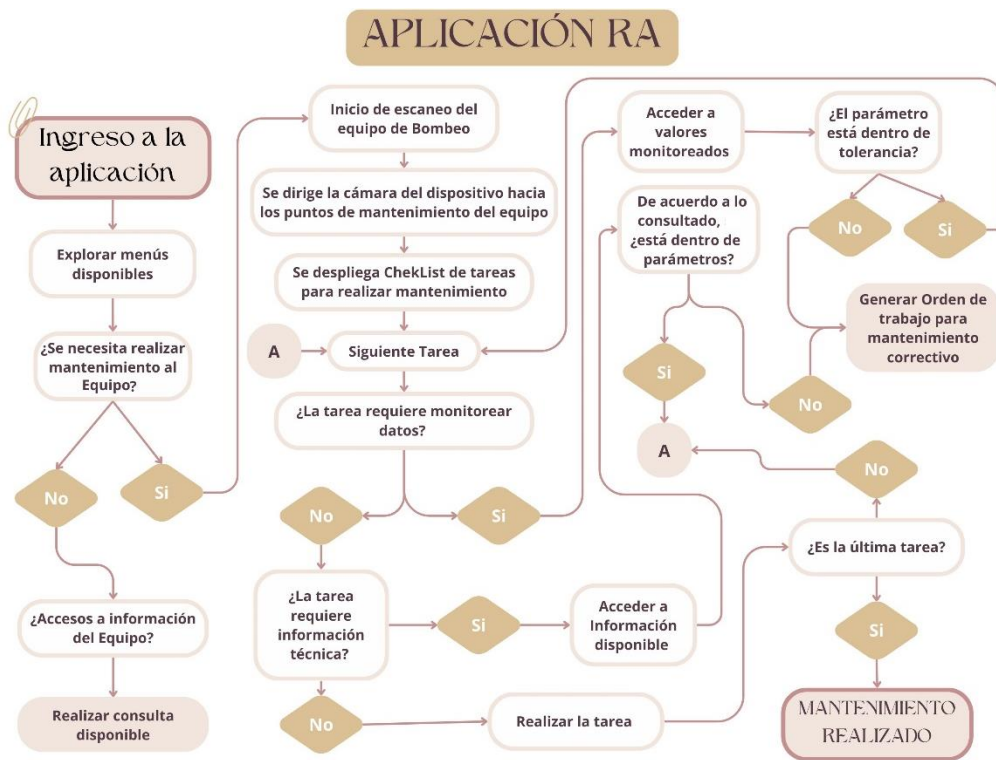 APLICACIÓN RA
Ingreso a la
aplicación
Explorar menús
disponibles
¿Se necesita realizar
mantenimiento al
Equipo?
No
Si
¿Accesos a información
del Equipo?
Realizar consulta
disponible
Inicio de escaneo del
equipo de Bombeo
Se dirige la cámara del dispositivo hacia
los puntos de mantenimiento del equipo
Se despliega ChekList de tareas
para realizar mantenimiento
A
Siguiente Tarea
¿La tarea requiere monitorear
datos?
No
Si
¿La tarea
requiere
información
técnica?
Si
Acceder a
Información
disponible
No
Realizar la tarea
Acceder a
valores
monitoreados
¿El parámetro
está dentro de
tolerancia?
No
Si
De acuerdo a lo
consultado,
¿está dentro de
parámetros?
Generar Orden de
trabajo para
mantenimiento
correctivo
Si
No
A
No
¿Es la última tarea?
Si
MANTENIMIENTO
REALIZADO